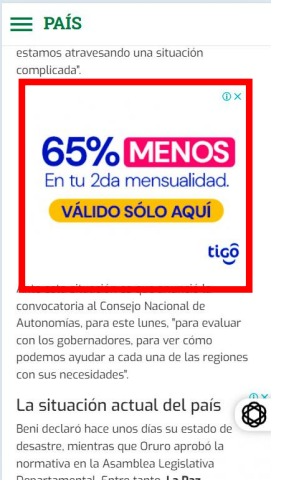 PAÍS
estamos atravesando una situación
complicada".
65% MENOS
En tu 2da mensualidad.
VÁLIDO SÓLO AQUÍ
tigo
convocatoria al Consejo Nacional de
Autonomías, para este lunes, "para evaluar
con los gobernadores, para ver cómo
podemos ayudar a cada una de las regiones
con sus necesidades".
La situación actual del país
Beni declaró hace unos días su estado de
desastre, mientras que Oruro aprobó la
normativa en la Asamblea Legislativa
Departamental. Entre tanto, La Paz,